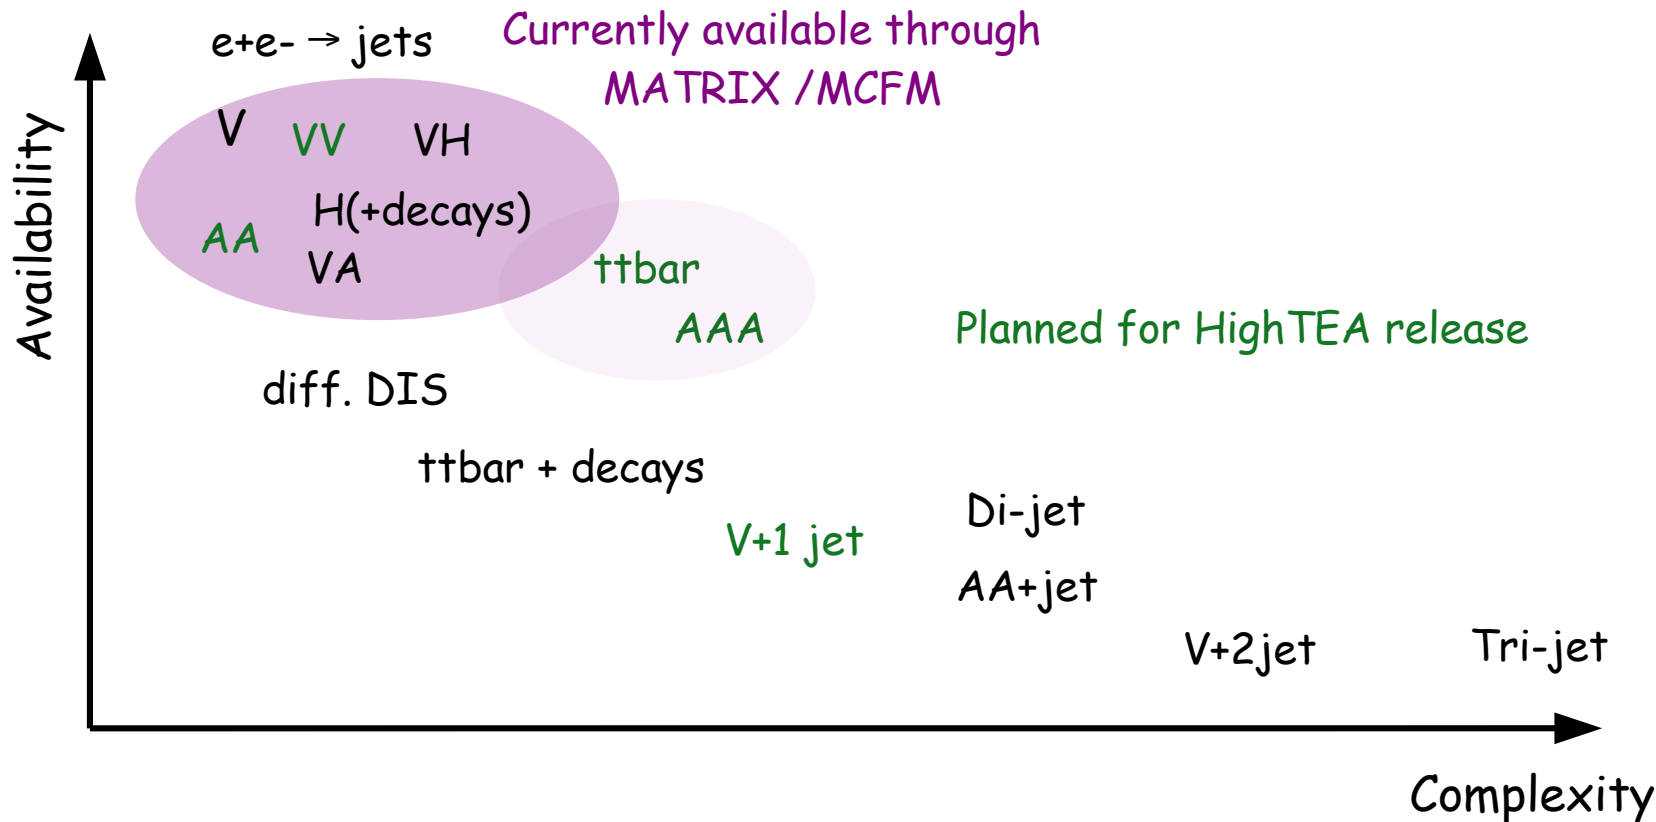 e+e- → jets
Currently available through
MATRIX /MCFM
V
VV
VH
H(+decays)
AA
VA
ttbar
AAA
Planned for HighTEA release
diff. DIS
ttbar + decays
V+1 jet
Di-jet
AA+jet
V+2jet
Tri-jet
Availability
Complexity